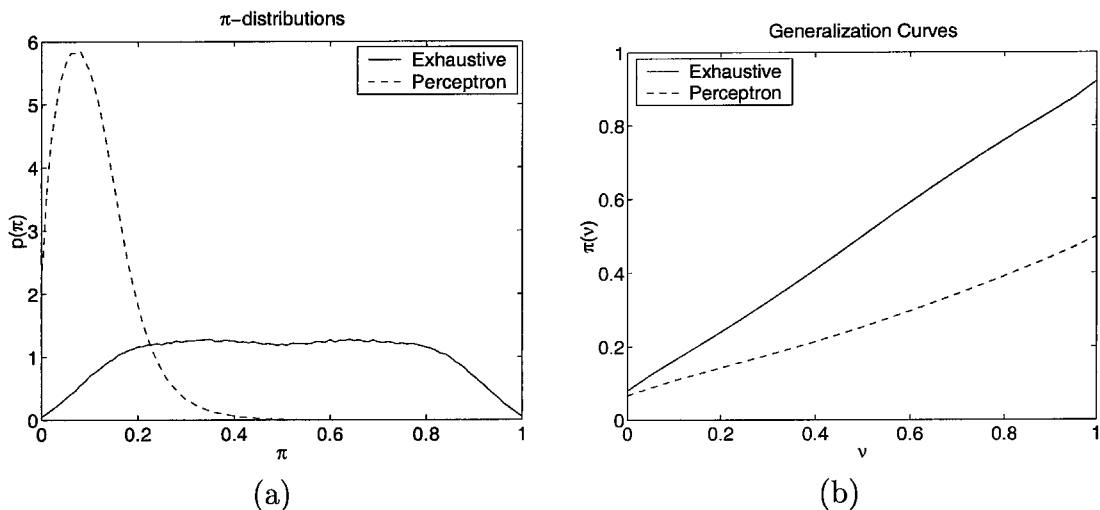 π-distributions
6
5
4
3
2
1
0
p(π)
Exhaustive
Perceptron
0 0.2 0.4 0.6 0.8 1
π
(a)
Generalization Curves
1
0.8
0.6
0.4
0.2
0
π(ν)
Exhaustive
Perceptron
0 0.2 0.4 0.6 0.8 1
ν
(b)